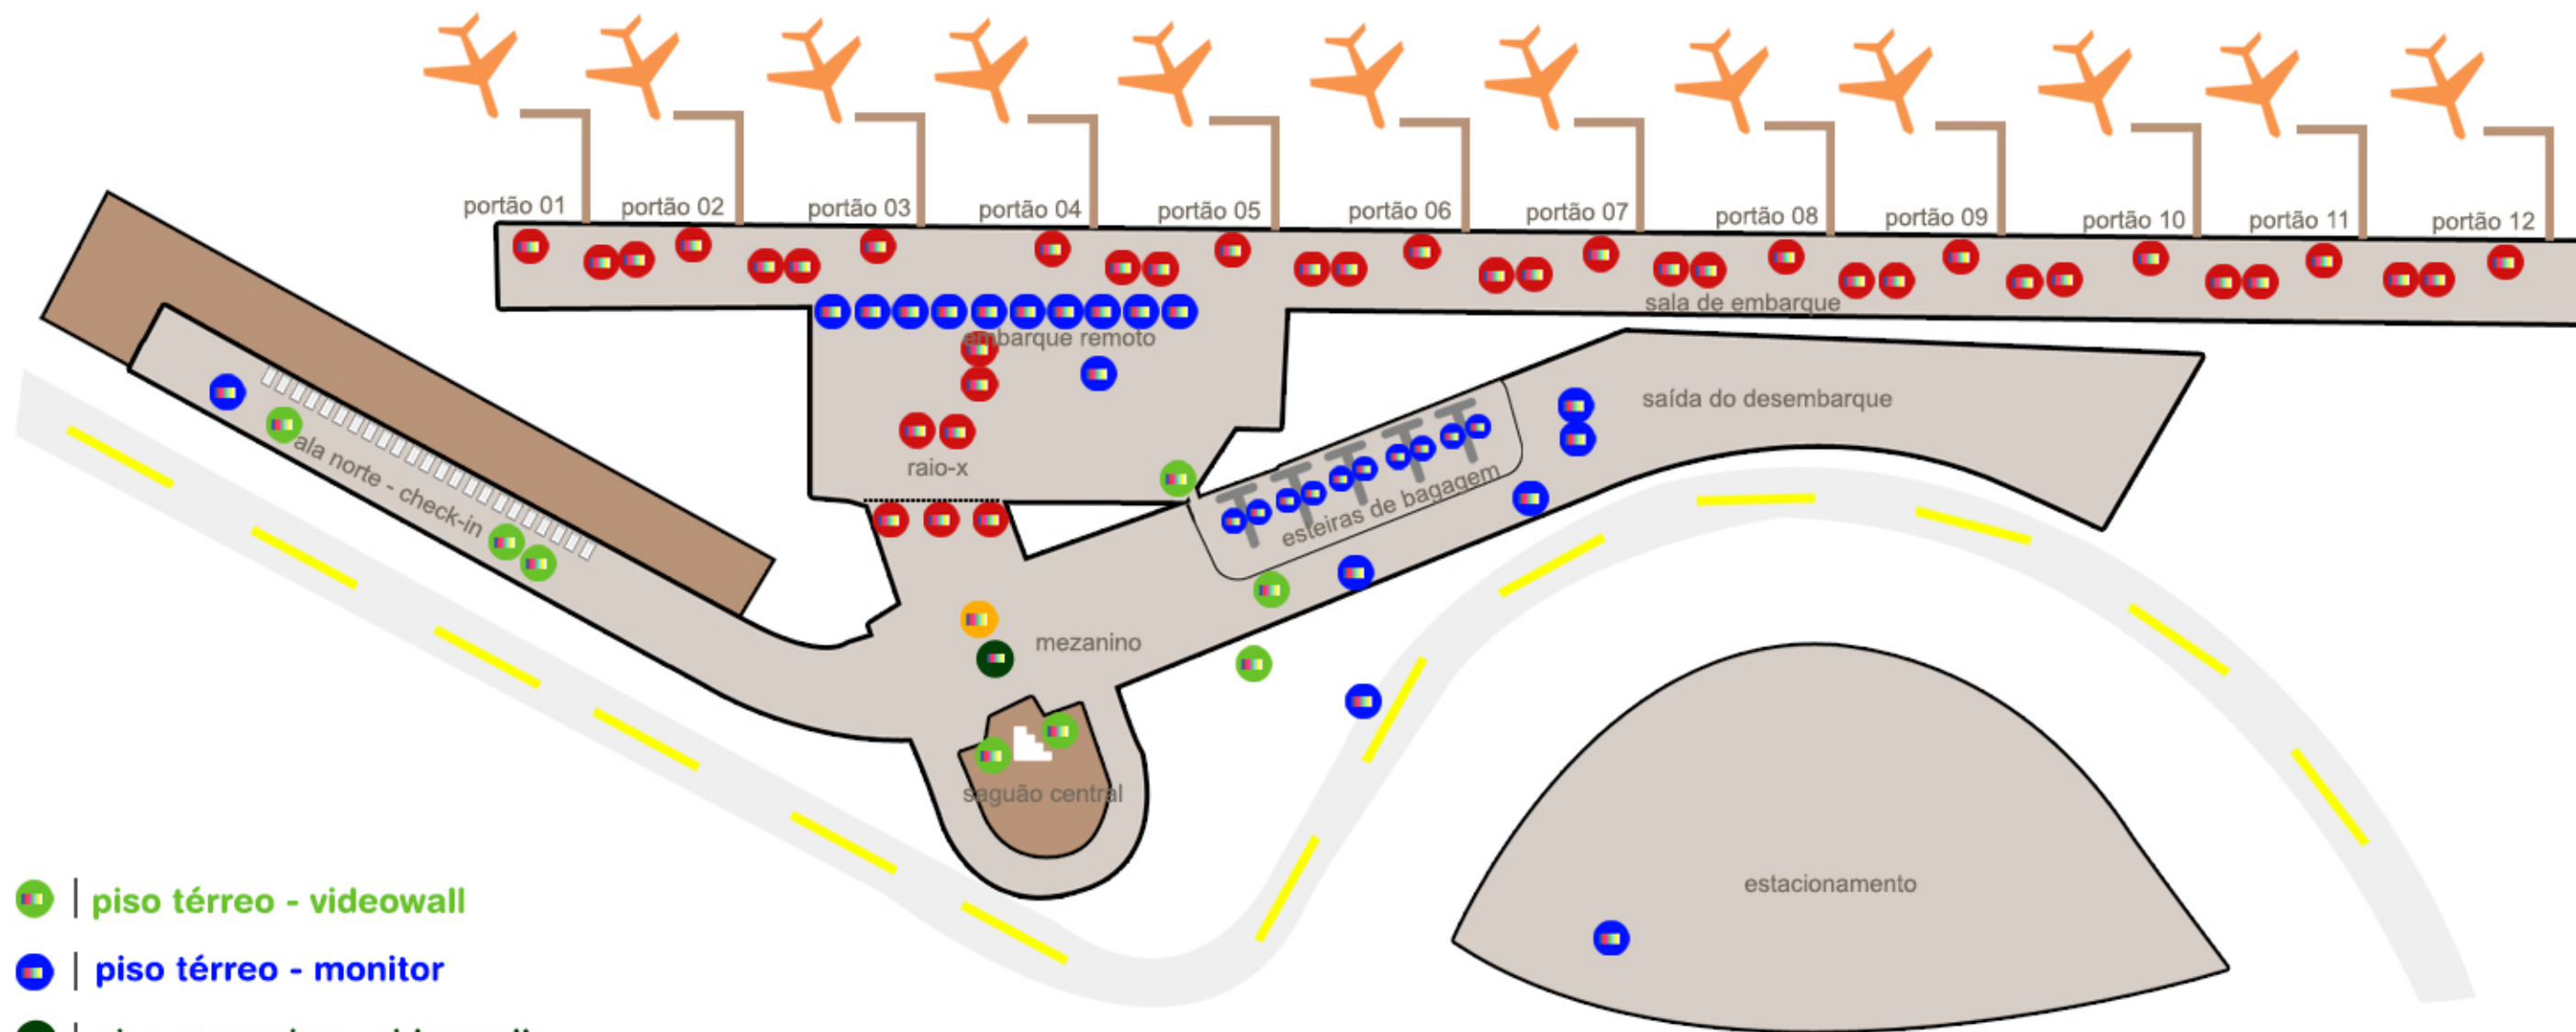 portão 01
portão 02
portão 03
portão 04
portão 05
portão 06
portão 07
portão 08
portão 09
portão 10
portão 11
portão 12
sala de embarque
embarque remoto
saída do desembarque
ala norte - check-in
raio-x
esteiras de bagagem
mezanino
saguão central
estacionamento
piso térreo - videowall
piso térreo - monitor